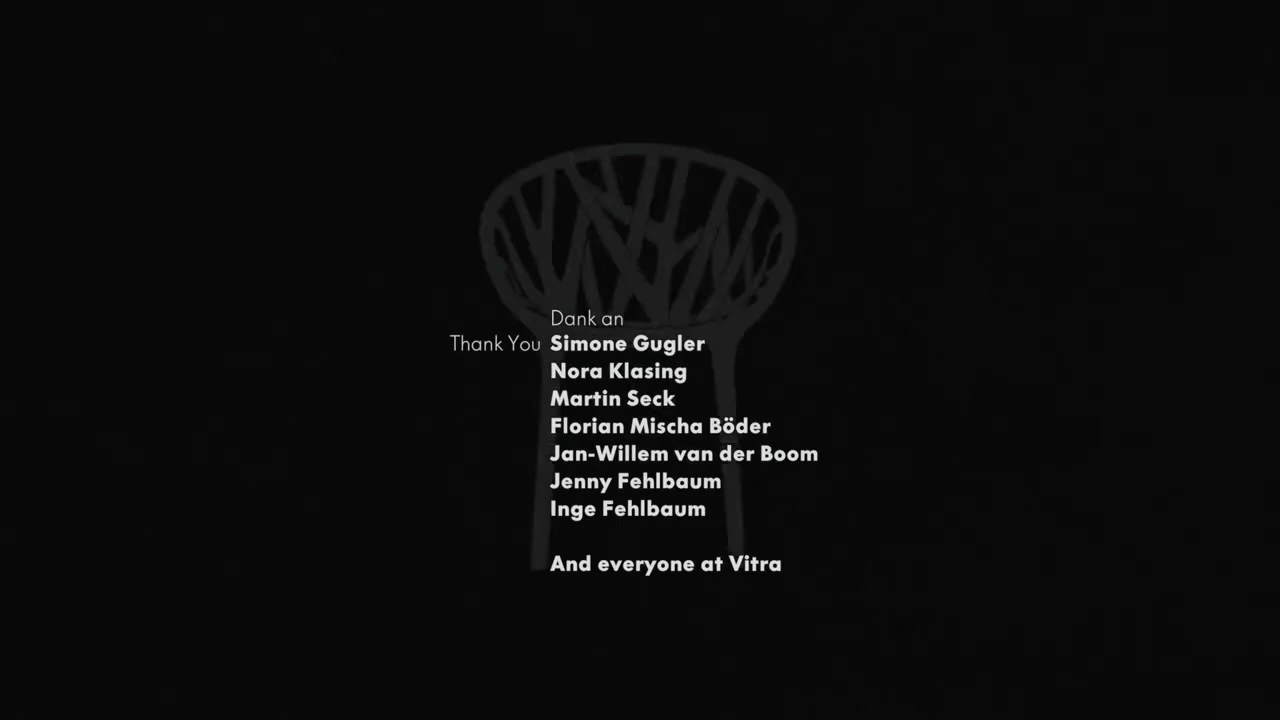 Dank an
Thank You Simone Gugler
Nora Klasing
Martin Seck
Florian Mischa Böder
Jan-Willem van der Boom
Jenny Fehlbaum
Inge Fehlbaum
And everyone at Vitra